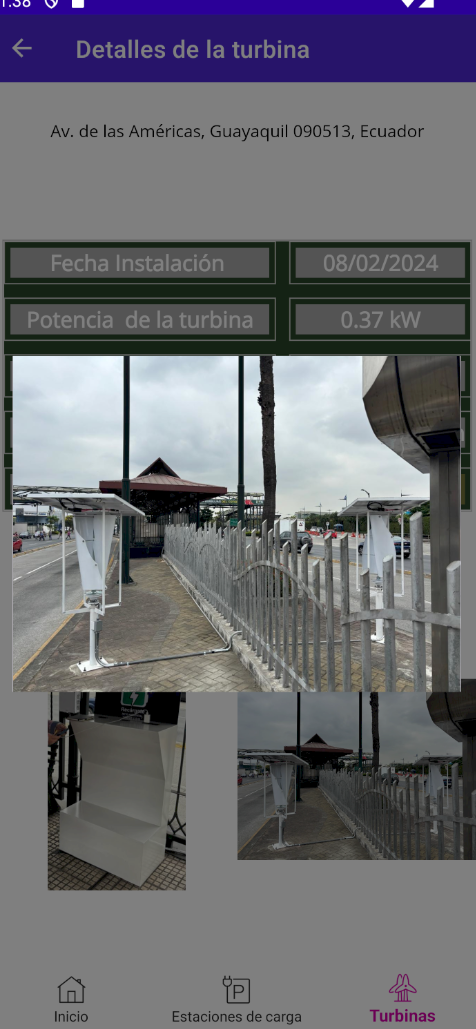 1:38
Detalles de la turbina
Av. de las Américas, Guayaquil 090513, Ecuador
Fecha Instalación
08/02/2024
Potencia de la turbina
0.37 kW
Inicio
Estaciones de carga
Turbinas